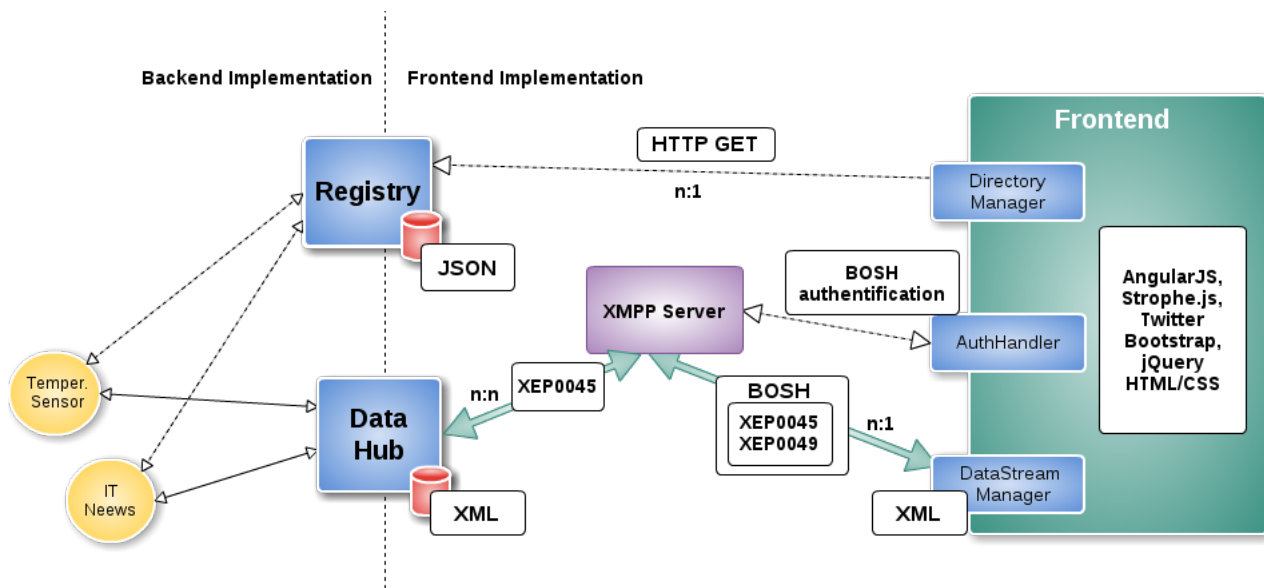 Backend Implementation
Frontend Implementation
Frontend
HTTP GET
n:1
Registry
JSON
Directory
Manager
BOSH
authentification
XMPP Server
AuthHandler
AngularJS,
Strophe.js,
Twitter
Bootstrap,
jQuery
HTML/CSS
Temper.
Sensor
IT
Neews
Data
Hub
XML
n:n
XEP0045
BOSH
XEP0045
XEP0049
n:1
DataStream
Manager
XML